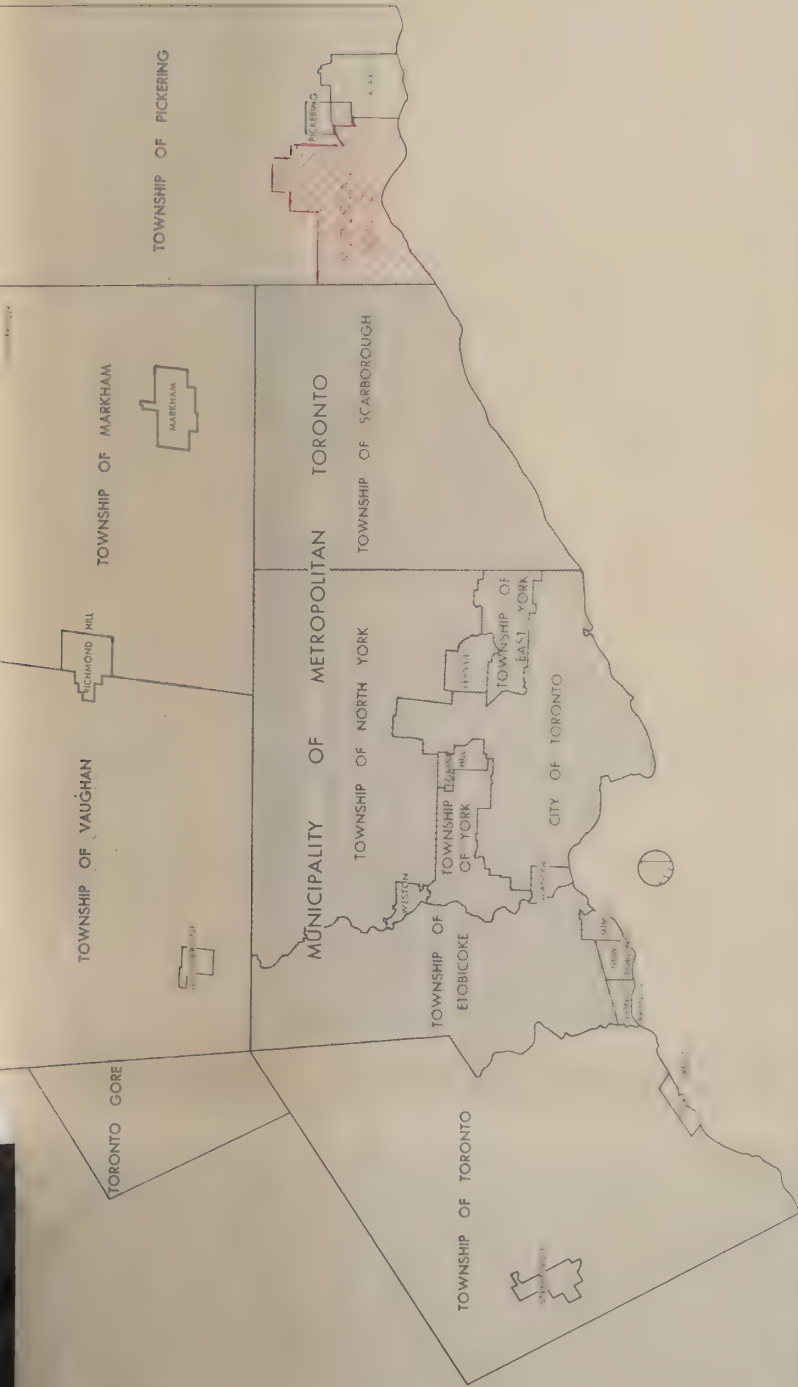 TOWNSHIP OF PICKERING
PICKERING
TOWNSHIP OF MARKHAM
MARKHAM
RICHMOND HILL
TOWNSHIP OF VAUGHAN
TORONTO GORE
MUNICIPALITY OF METROPOLITAN TORONTO
TOWNSHIP OF SCARBOROUGH
TOWNSHIP OF NORTH YORK
TOWNSHIP OF
EAST YORK
TOWNSHIP
OF YORK
HILL
WESTON
CITY OF TORONTO
TOWNSHIP OF
ETOBICOKE
TOWNSHIP OF TORONTO